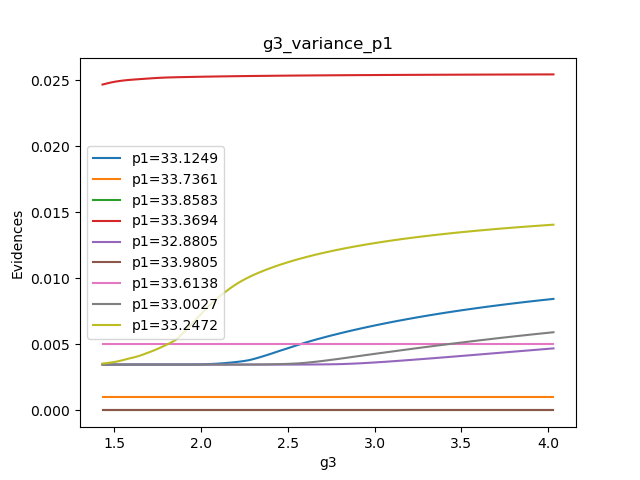 g3_variance_p1
0.025
0.020
0.015
0.010
0.005
0.000
Evidences
p1=33.1249
p1=33.7361
p1=33.8583
p1=33.3694
p1=32.8805
p1=33.9805
p1=33.6138
p1=33.0027
p1=33.2472
1.5 2.0 2.5 3.0 3.5 4.0
g3